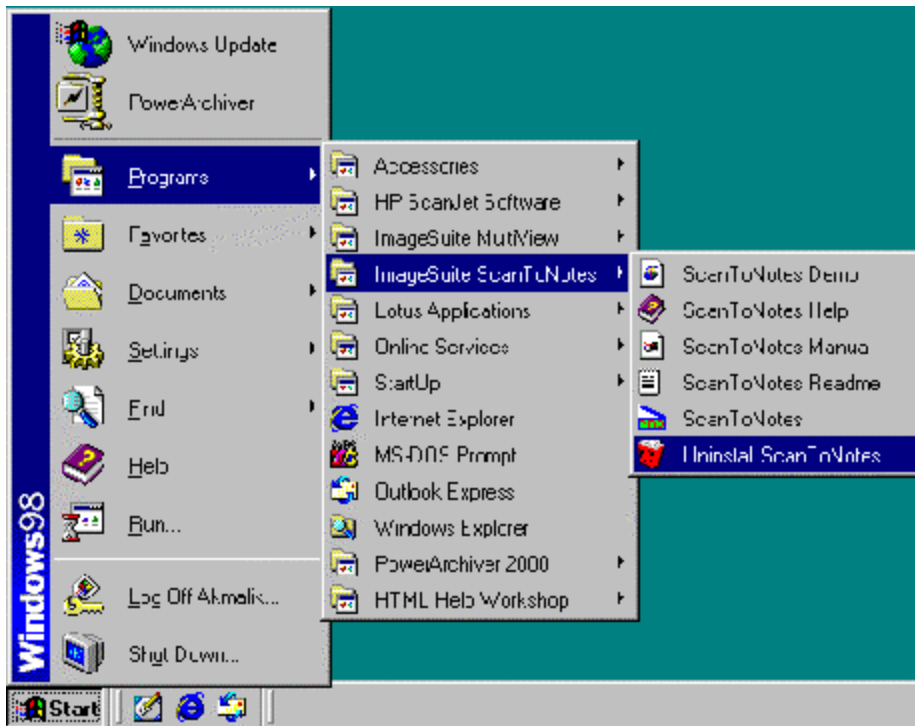 Windows Update
PowerArchiver
Programs
Favorites
Documents
Settings
Find
Help
Run...
Log Off Akmalik...
Shut Down...
Windows98
Accessories
HP ScanJet Software
ImageSuite MultiView
ImageSuite ScanToNotes
Lotus Applications
Online Services
StartUp
Internet Explorer
MS-DOS Prompt
Outlook Express
Windows Explorer
PowerArchiver 2000
HTML Help Workshop
ScanToNotes Demo
ScanToNotes Help
ScanToNotes Manual
ScanToNotes Readme
ScanToNotes
Uninstall ScanToNotes
Start